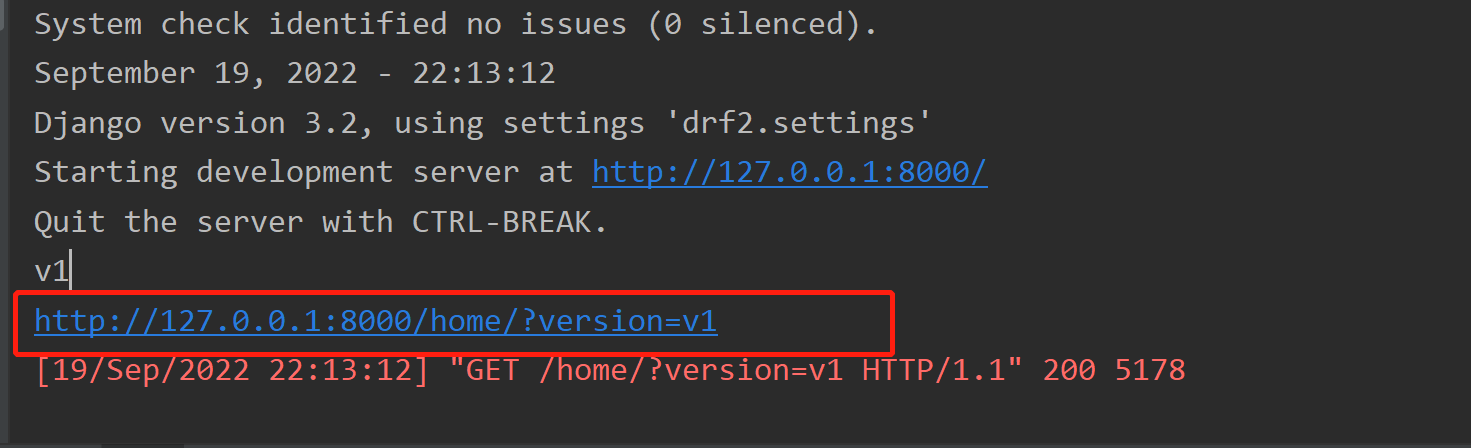 System check identified no issues (0 silenced).
September 19, 2022 - 22:13:12
Django version 3.2, using settings 'drf2.settings'
Starting development server at http://127.0.0.1:8000/
Quit the server with CTRL-BREAK.
v1
http://127.0.0.1:8000/home/?version=v1
[19/Sep/2022 22:13:12] "GET /home/?version=v1 HTTP/1.1" 200 5178